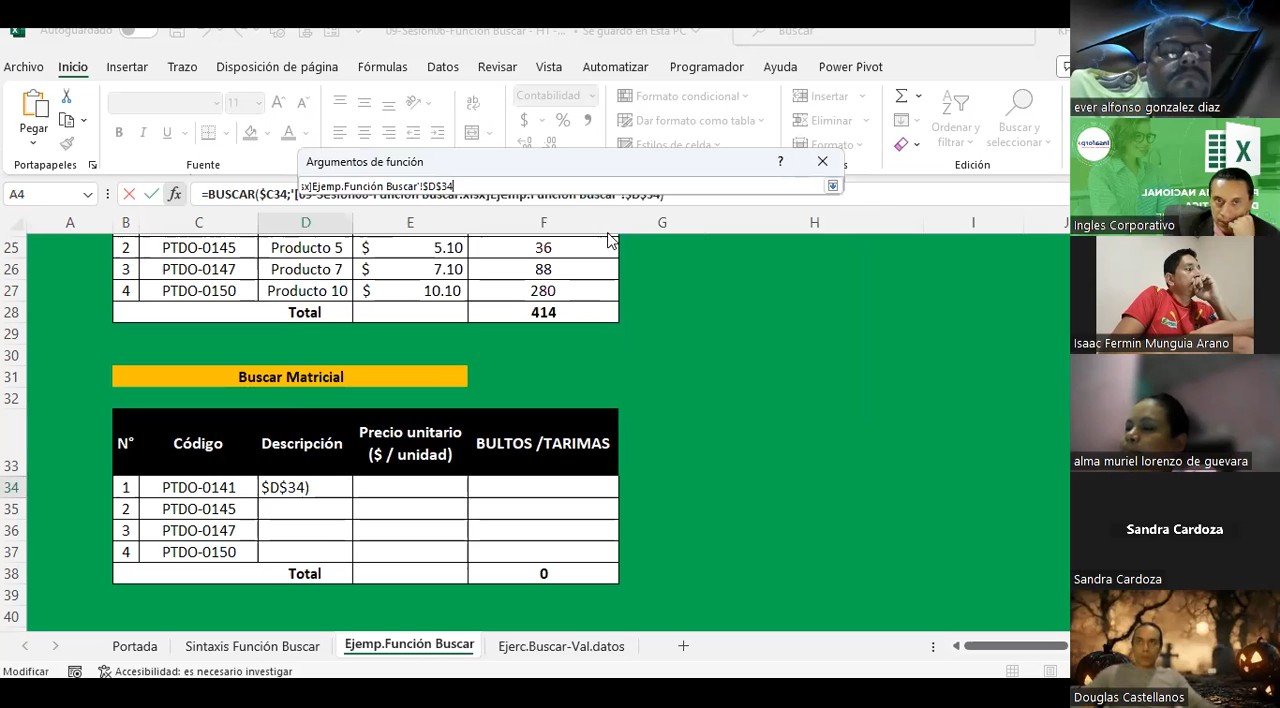 Autoguardado
09-Sesión06-Función Buscar - HT -... • Se guardó en Esta PC
Buscar
Archivo Inicio Insertar Trazo Disposición de página Fórmulas Datos Revisar Vista Automatizar Programador Ayuda Power Pivot
Pegar
11
Contabilidad
Formato condicional
Dar formato como tabla
Estilos de celda
Insertar
Eliminar
Formato
Ordenar y filtrar
Buscar y seleccionar
Portapapeles Fuente Edición
Argumentos de función
sx]Ejemp.Función Buscar'!$D$34
A4
=BUSCAR($C34;'[09-Sesión06-Función Buscar.xlsx]Ejemp.Función Buscar'!$D$34)
A B C D E F G H I J
25 2 PTDO-0145 Producto 5 $ 5.10 36
26 3 PTDO-0147 Producto 7 $ 7.10 88
27 4 PTDO-0150 Producto 10 $ 10.10 280
28 Total 414
29
30
31 Buscar Matricial
32
33 N° Código Descripción Precio unitario ($ / unidad) BULTOS /TARIMAS
34 1 PTDO-0141 $D$34)
35 2 PTDO-0145
36 3 PTDO-0147
37 4 PTDO-0150
38 Total 0
39
40
Portada Sintaxis Función Buscar Ejemp.Función Buscar Ejerc.Buscar-Val.datos
Modificar Accesibilidad: es necesario investigar
ever alfonso gonzalez diaz
Insaforp
Ingles Corporativo
Isaac Fermin Munguia Arano
alma muriel lorenzo de guevara
Sandra Cardoza
Sandra Cardoza
Douglas Castellanos